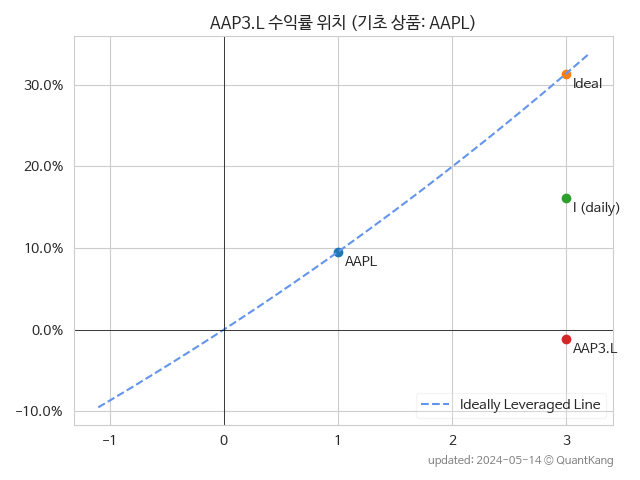 AAP3.L 수익률 위치 (기초 상품: AAPL)
30.0%
20.0%
10.0%
0.0%
−10.0%
Ideal
I (daily)
AAPL
AAP3.L
Ideally Leveraged Line
−1 0 1 2 3
updated: 2024-05-14 © QuantKang